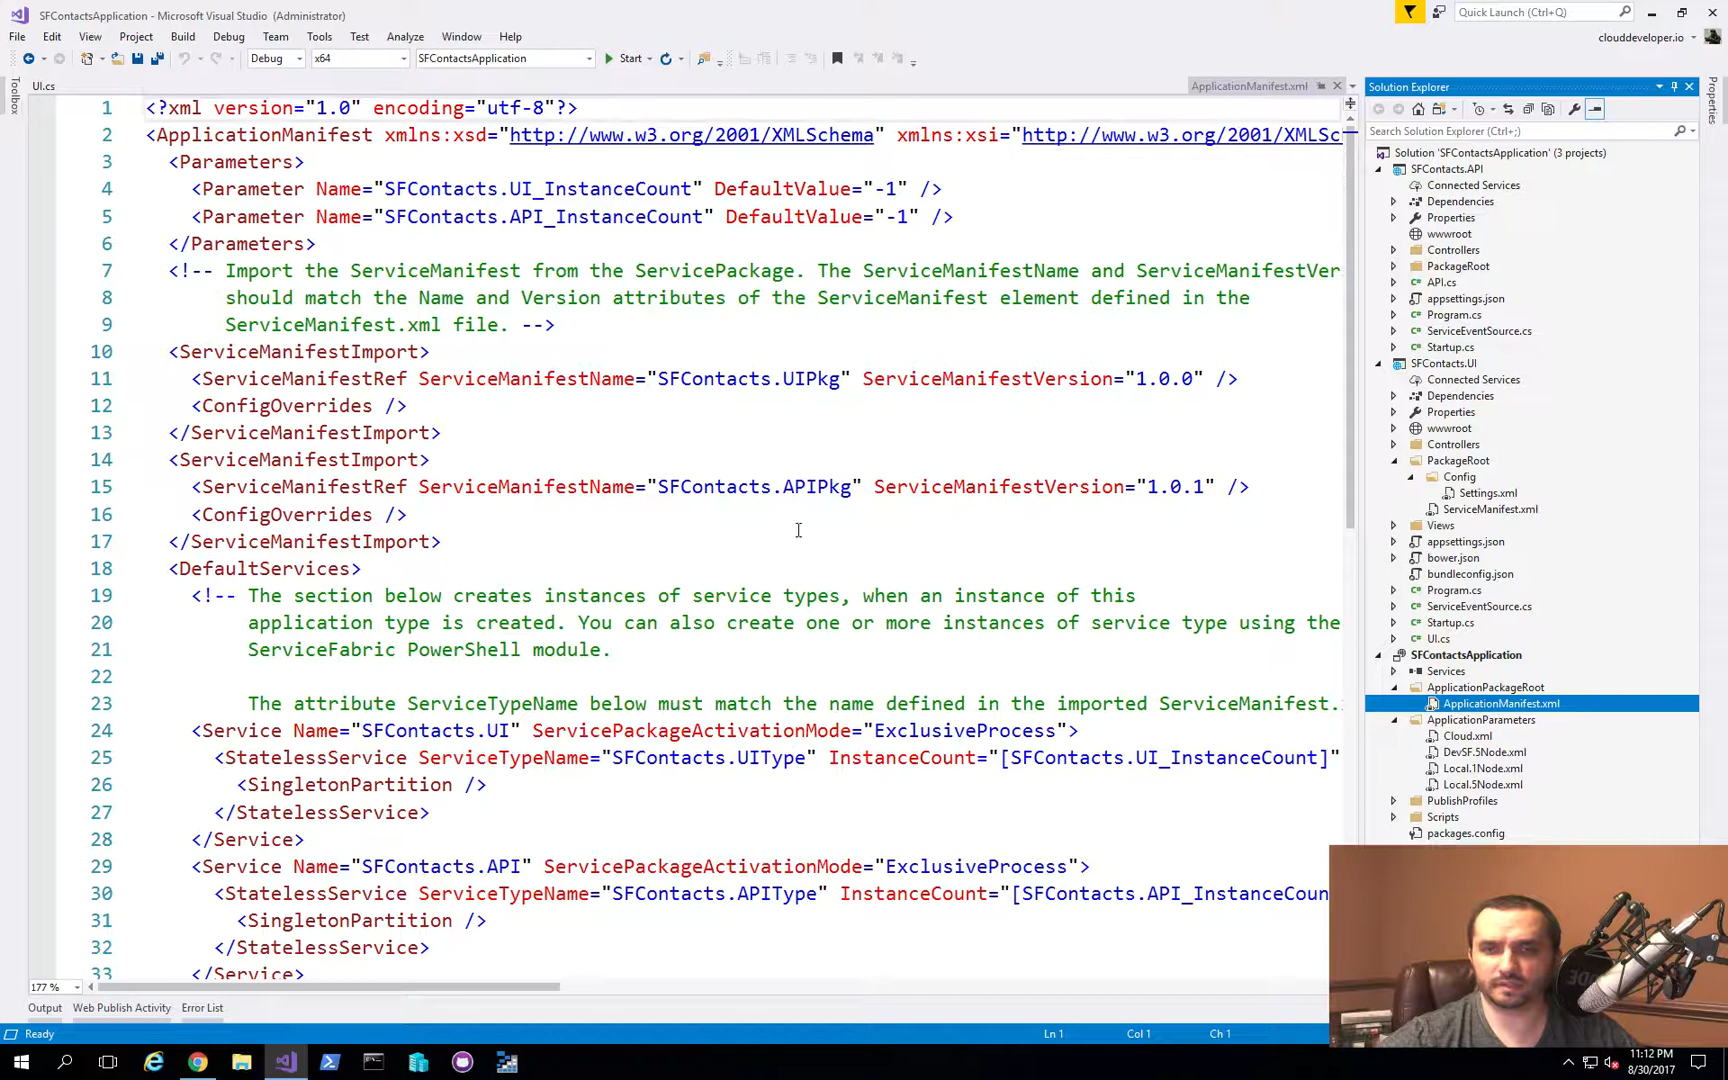 SFContactsApplication - Microsoft Visual Studio (Administrator)
Quick Launch (Ctrl+Q)
File Edit View Project Build Debug Team Tools Test Analyze Window Help
clouddeveloper.io
Debug x64 SFContactsApplication Start
Toolbox
UI.cs
ApplicationManifest.xml
1 <?xml version="1.0" encoding="utf-8"?>
2 <ApplicationManifest xmlns:xsd="http://www.w3.org/2001/XMLSchema" xmlns:xsi="http://www.w3.org/2001/XMLSc
3 <Parameters>
4 <Parameter Name="SFContacts.UI_InstanceCount" DefaultValue="-1" />
5 <Parameter Name="SFContacts.API_InstanceCount" DefaultValue="-1" />
6 </Parameters>
7 <!-- Import the ServiceManifest from the ServicePackage. The ServiceManifestName and ServiceManifestVer
8 should match the Name and Version attributes of the ServiceManifest element defined in the
9 ServiceManifest.xml file. -->
10 <ServiceManifestImport>
11 <ServiceManifestRef ServiceManifestName="SFContacts.UIPkg" ServiceManifestVersion="1.0.0" />
12 <ConfigOverrides />
13 </ServiceManifestImport>
14 <ServiceManifestImport>
15 <ServiceManifestRef ServiceManifestName="SFContacts.APIPkg" ServiceManifestVersion="1.0.1" />
16 <ConfigOverrides />
17 </ServiceManifestImport>
18 <DefaultServices>
19 <!-- The section below creates instances of service types, when an instance of this
20 application type is created. You can also create one or more instances of service type using the
21 ServiceFabric PowerShell module.
22
23 The attribute ServiceTypeName below must match the name defined in the imported ServiceManifest.
24 <Service Name="SFContacts.UI" ServicePackageActivationMode="ExclusiveProcess">
25 <StatelessService ServiceTypeName="SFContacts.UIType" InstanceCount="[SFContacts.UI_InstanceCount]"
26 <SingletonPartition />
27 </StatelessService>
28 </Service>
29 <Service Name="SFContacts.API" ServicePackageActivationMode="ExclusiveProcess">
30 <StatelessService ServiceTypeName="SFContacts.APIType" InstanceCount="[SFContacts.API_InstanceCoun
31 <SingletonPartition />
32 </StatelessService>
33 </Service>
177 %
Output Web Publish Activity Error List
Ready Ln 1 Col 1 Ch 1
Solution Explorer
Search Solution Explorer (Ctrl+;)
Solution 'SFContactsApplication' (3 projects)
SFContacts.API
Connected Services
Dependencies
Properties
wwwroot
Controllers
PackageRoot
API.cs
appsettings.json
Program.cs
ServiceEventSource.cs
Startup.cs
SFContacts.UI
Connected Services
Dependencies
Properties
wwwroot
Controllers
PackageRoot
Config
Settings.xml
ServiceManifest.xml
Views
appsettings.json
bower.json
bundleconfig.json
Program.cs
ServiceEventSource.cs
Startup.cs
UI.cs
SFContactsApplication
Services
ApplicationPackageRoot
ApplicationManifest.xml
ApplicationParameters
Cloud.xml
DevSF.5Node.xml
Local.1Node.xml
Local.5Node.xml
PublishProfiles
Scripts
packages.config
Properties
11:12 PM
8/30/2017